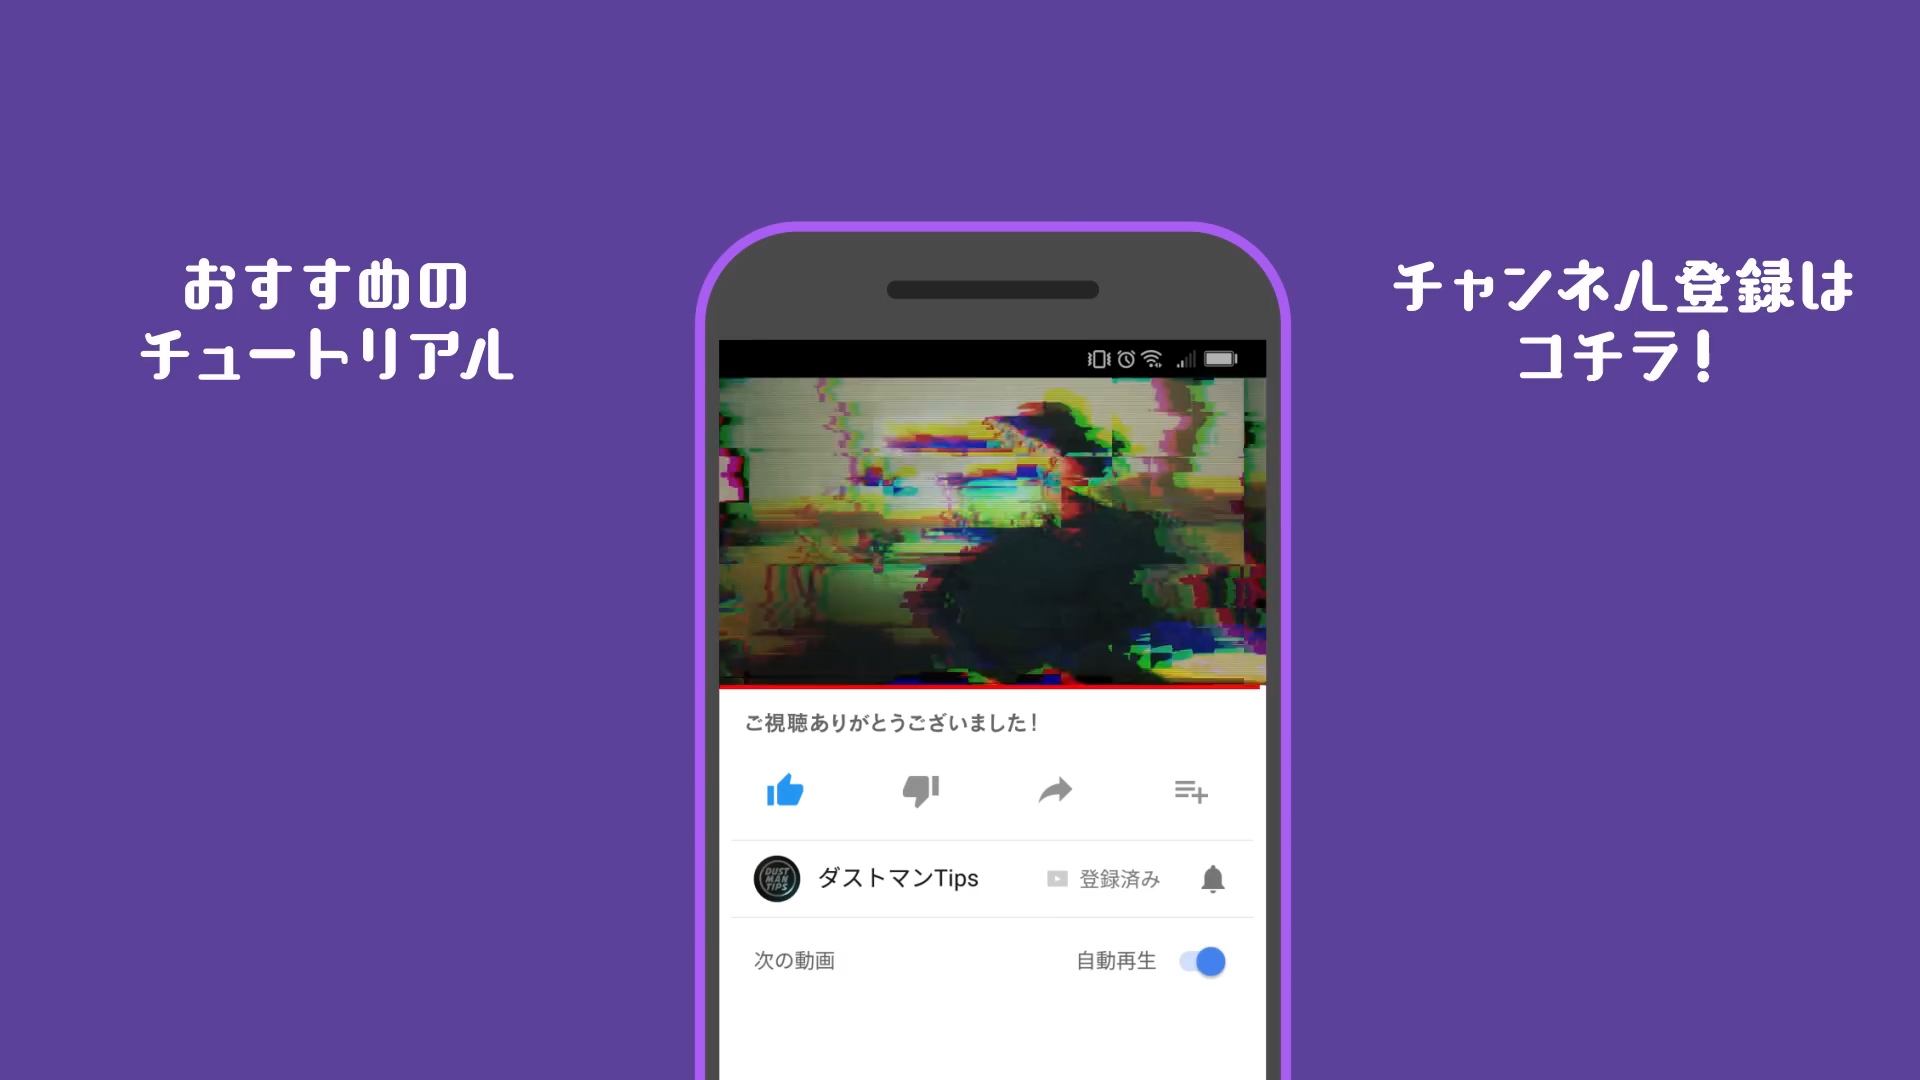 おすすめの
チュートリアル
チャンネル登録は
コチラ!
ご視聴ありがとうございました!
DUST
MAN
TIPS
ダストマンTips
登録済み
次の動画
自動再生